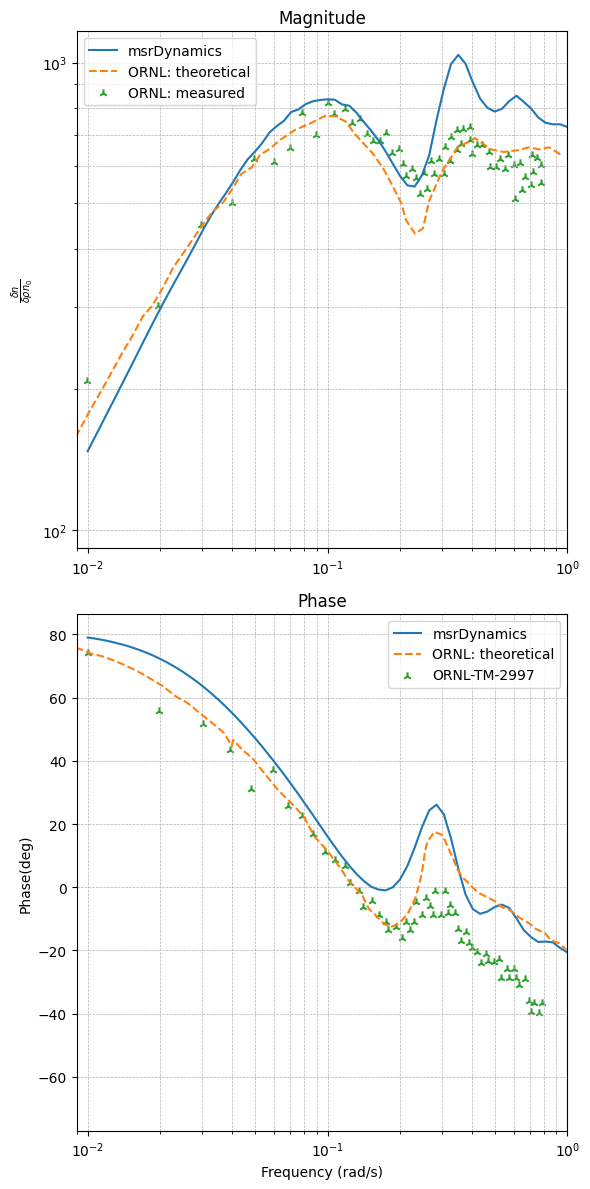 Magnitude
msrDynamics
ORNL: theoretical
ORNL: measured
10³
10²
δn
δρn₀
10⁻² 10⁻¹ 10⁰
Phase
msrDynamics
ORNL: theoretical
ORNL-TM-2997
80
60
40
20
0
−20
−40
−60
Phase(deg)
10⁻² 10⁻¹ 10⁰
Frequency (rad/s)